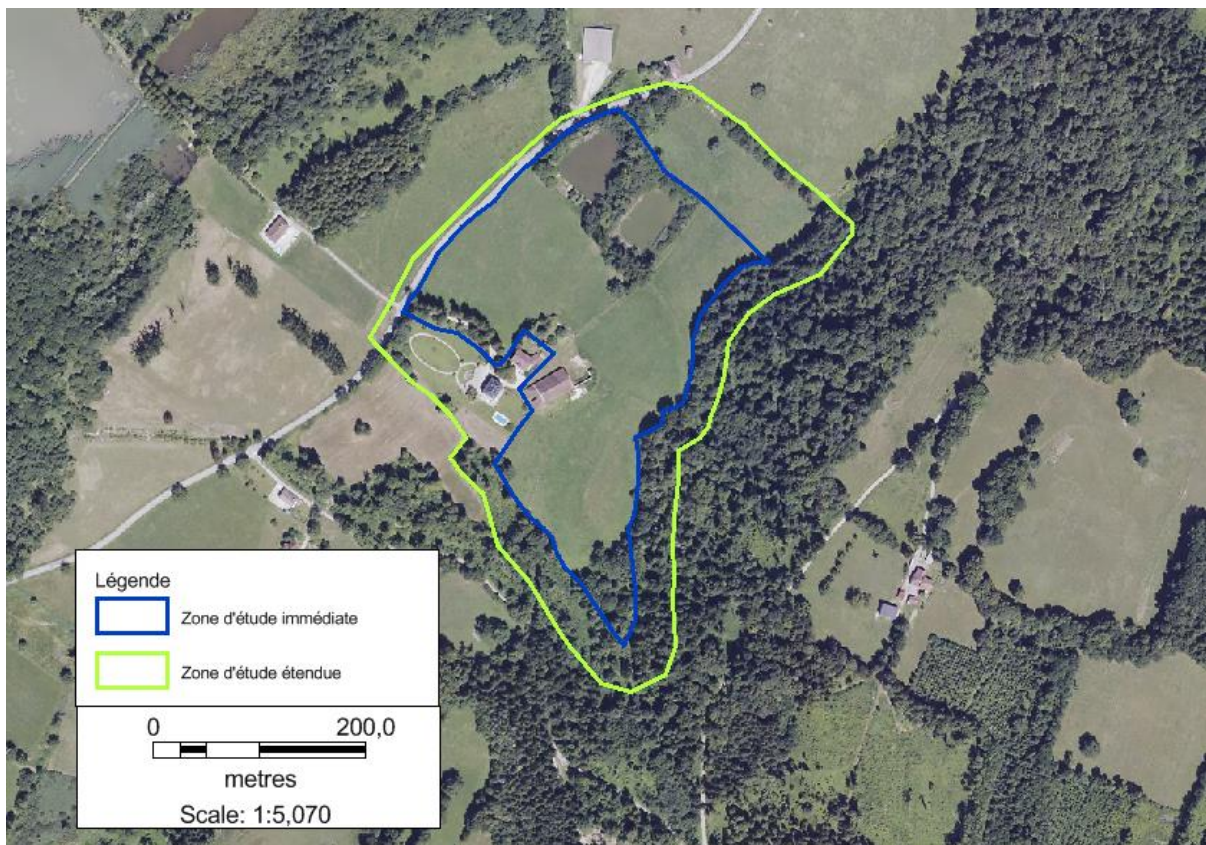 Légende
Zone d'étude immédiate
Zone d'étude étendue
0 200,0
metres
Scale: 1:5,070